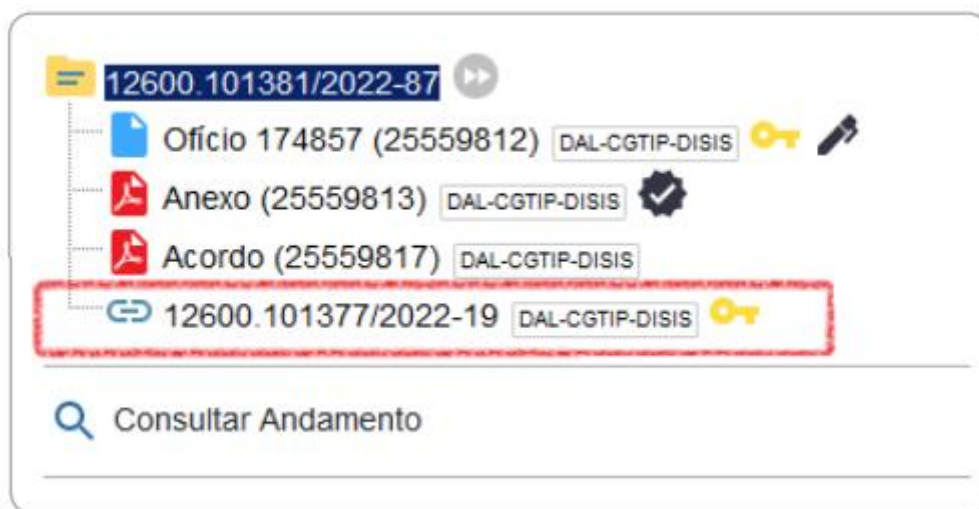 12600.101381/2022-87
Ofício 174857 (25559812) DAL-CGTIP-DISIS
Anexo (25559813) DAL-CGTIP-DISIS
Acordo (25559817) DAL-CGTIP-DISIS
12600.101377/2022-19 DAL-CGTIP-DISIS
Consultar Andamento